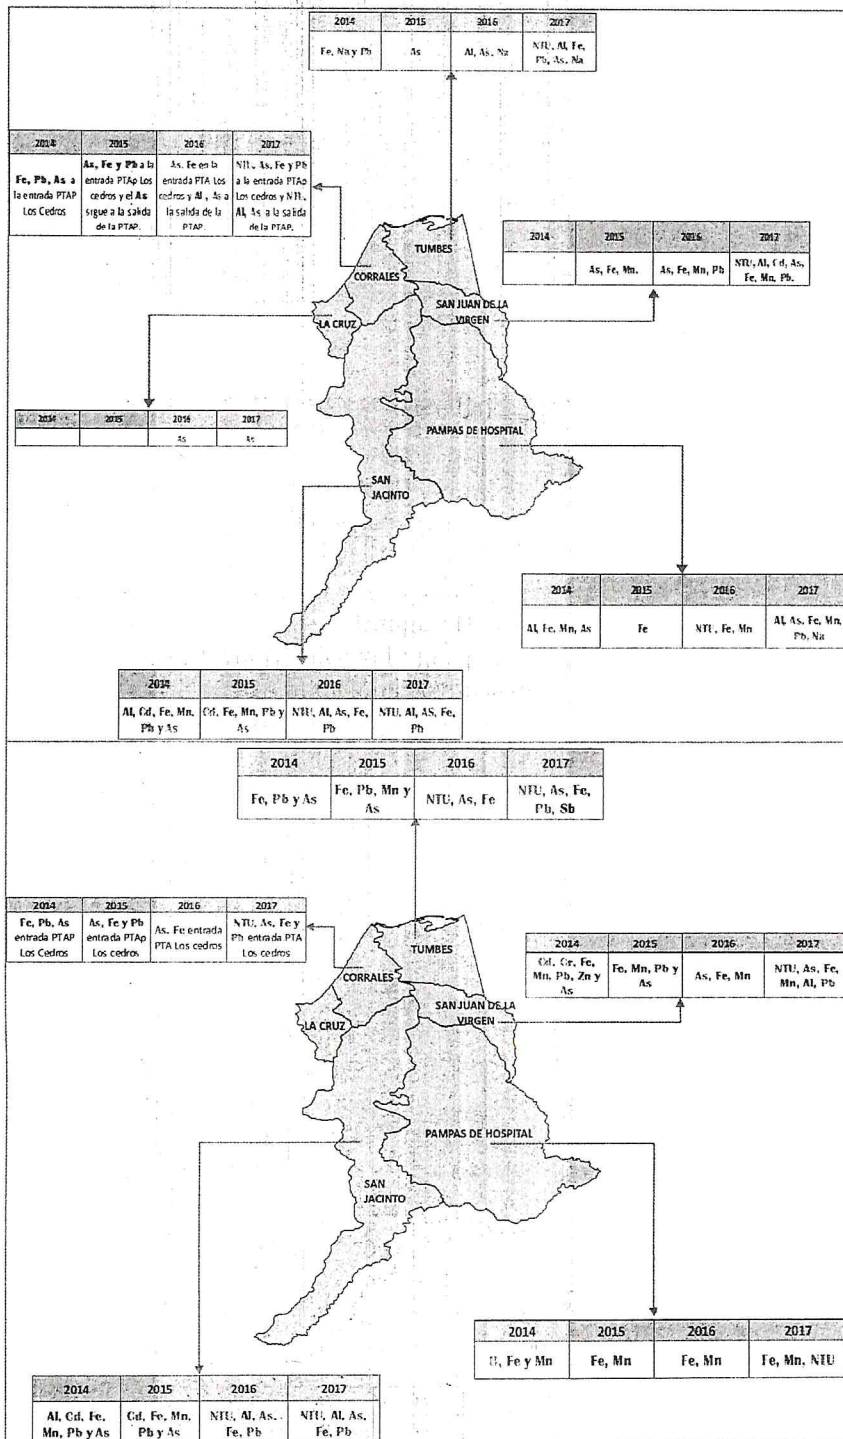 2014 2015 2016 2017
Fe, Na y Pb As Al, As, Na NTU, Al, Fe,
Pb, As, Na
2014 2015 2016 2017
Fe, Pb, As a
la entrada PTAP
Los Cedros
As, Fe y Pb a la
entrada PTAp Los
cedros y el As
sigue a la salida
de la PTAP.
As, Fe en la
entrada PTA Los
cedros y Al, As a
la salida de la
PTAP.
NTU, As, Fe y Pb
a la entrada PTAp
Los cedros y NTU,
Al, As a la salida
de la PTAP.
TUMBES
CORRALES
SAN JUAN DE LA
VIRGEN
LA CRUZ
PAMPAS DE HOSPITAL
SAN
JACINTO
2014 2015 2016 2017
As, Fe, Mn. As, Fe, Mn, Pb NTU, Al, Cd, As,
Fe, Mn, Pb.
2014 2015 2016 2017
As As
2014 2015 2016 2017
Al, Fe, Mn, As Fe NTU, Fe, Mn Al, As, Fe, Mn,
Pb, Na
2014 2015 2016 2017
Al, Cd, Fe, Mn,
Pb y As
Cd, Fe, Mn, Pb y
As
NTU, Al, As, Fe,
Pb
NTU, Al, AS, Fe,
Pb
2014 2015 2016 2017
Fe, Pb y As
Fe, Pb, Mn y
As
NTU, As, Fe
NTU, As, Fe,
Pb, Sb
2014 2015 2016 2017
Fe, Pb, As
entrada PTAP
Los Cedros
As, Fe y Pb
entrada PTAp
Los cedros
As, Fe entrada
PTA Los cedros
NTU, As, Fe y
Pb entrada PTA
Los cedros
TUMBES
CORRALES
SAN JUAN DE LA
VIRGEN
LA CRUZ
PAMPAS DE HOSPITAL
SAN
JACINTO
2014 2015 2016 2017
Cd, Cr, Fe,
Mn, Pb, Zn y
As
Fe, Mn, Pb y
As
As, Fe, Mn
NTU, As, Fe,
Mn, Al, Pb
2014 2015 2016 2017
Fe y Mn Fe, Mn Fe, Mn Fe, Mn, NTU
2014 2015 2016 2017
Al, Cd, Fe,
Mn, Pb y As
Cd, Fe, Mn,
Pb y As
NTU, Al, As,
Fe, Pb
NTU, Al, As,
Fe, Pb